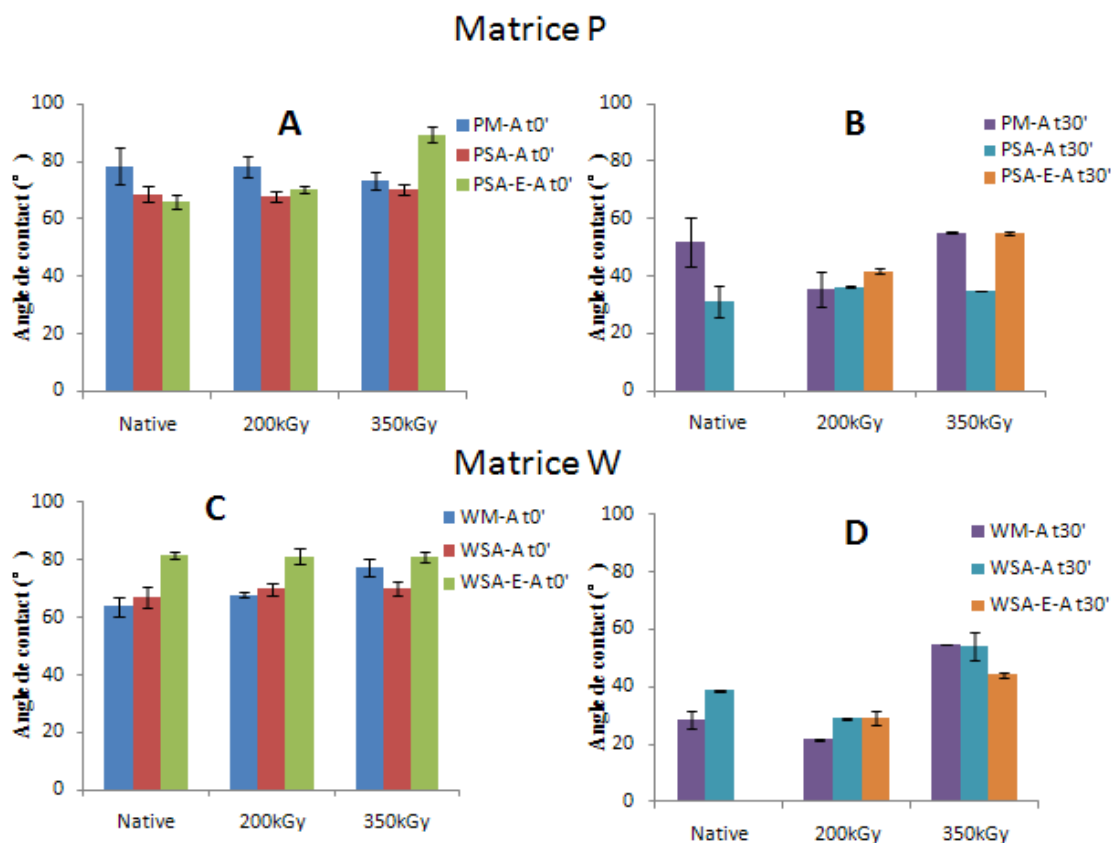 Matrice P
A
Angle de contact (°)
100
80
60
40
20
0
Native 200kGy 350kGy
PM-A t0'
PSA-A t0'
PSA-E-A t0'
B
Angle de contact (°)
100
80
60
40
20
0
Native 200kGy 350kGy
PM-A t30'
PSA-A t30'
PSA-E-A t30'
Matrice W
C
Angle de contact (°)
100
80
60
40
20
0
Native 200kGy 350kGy
WM-A t0'
WSA-A t0'
WSA-E-A t0'
D
Angle de contact (°)
100
80
60
40
20
0
Native 200kGy 350kGy
WM-A t30'
WSA-A t30'
WSA-E-A t30'